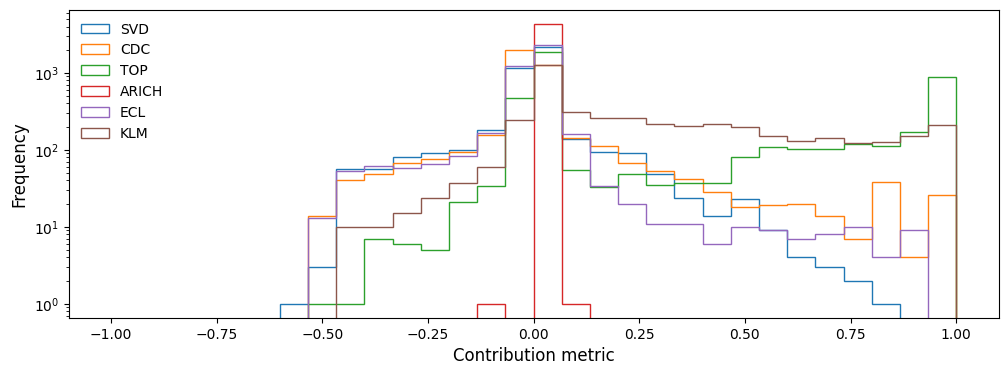 SVD
CDC
TOP
ARICH
ECL
KLM
Frequency
10³
10²
10¹
10⁰
−1.00 −0.75 −0.50 −0.25 0.00 0.25 0.50 0.75 1.00
Contribution metric